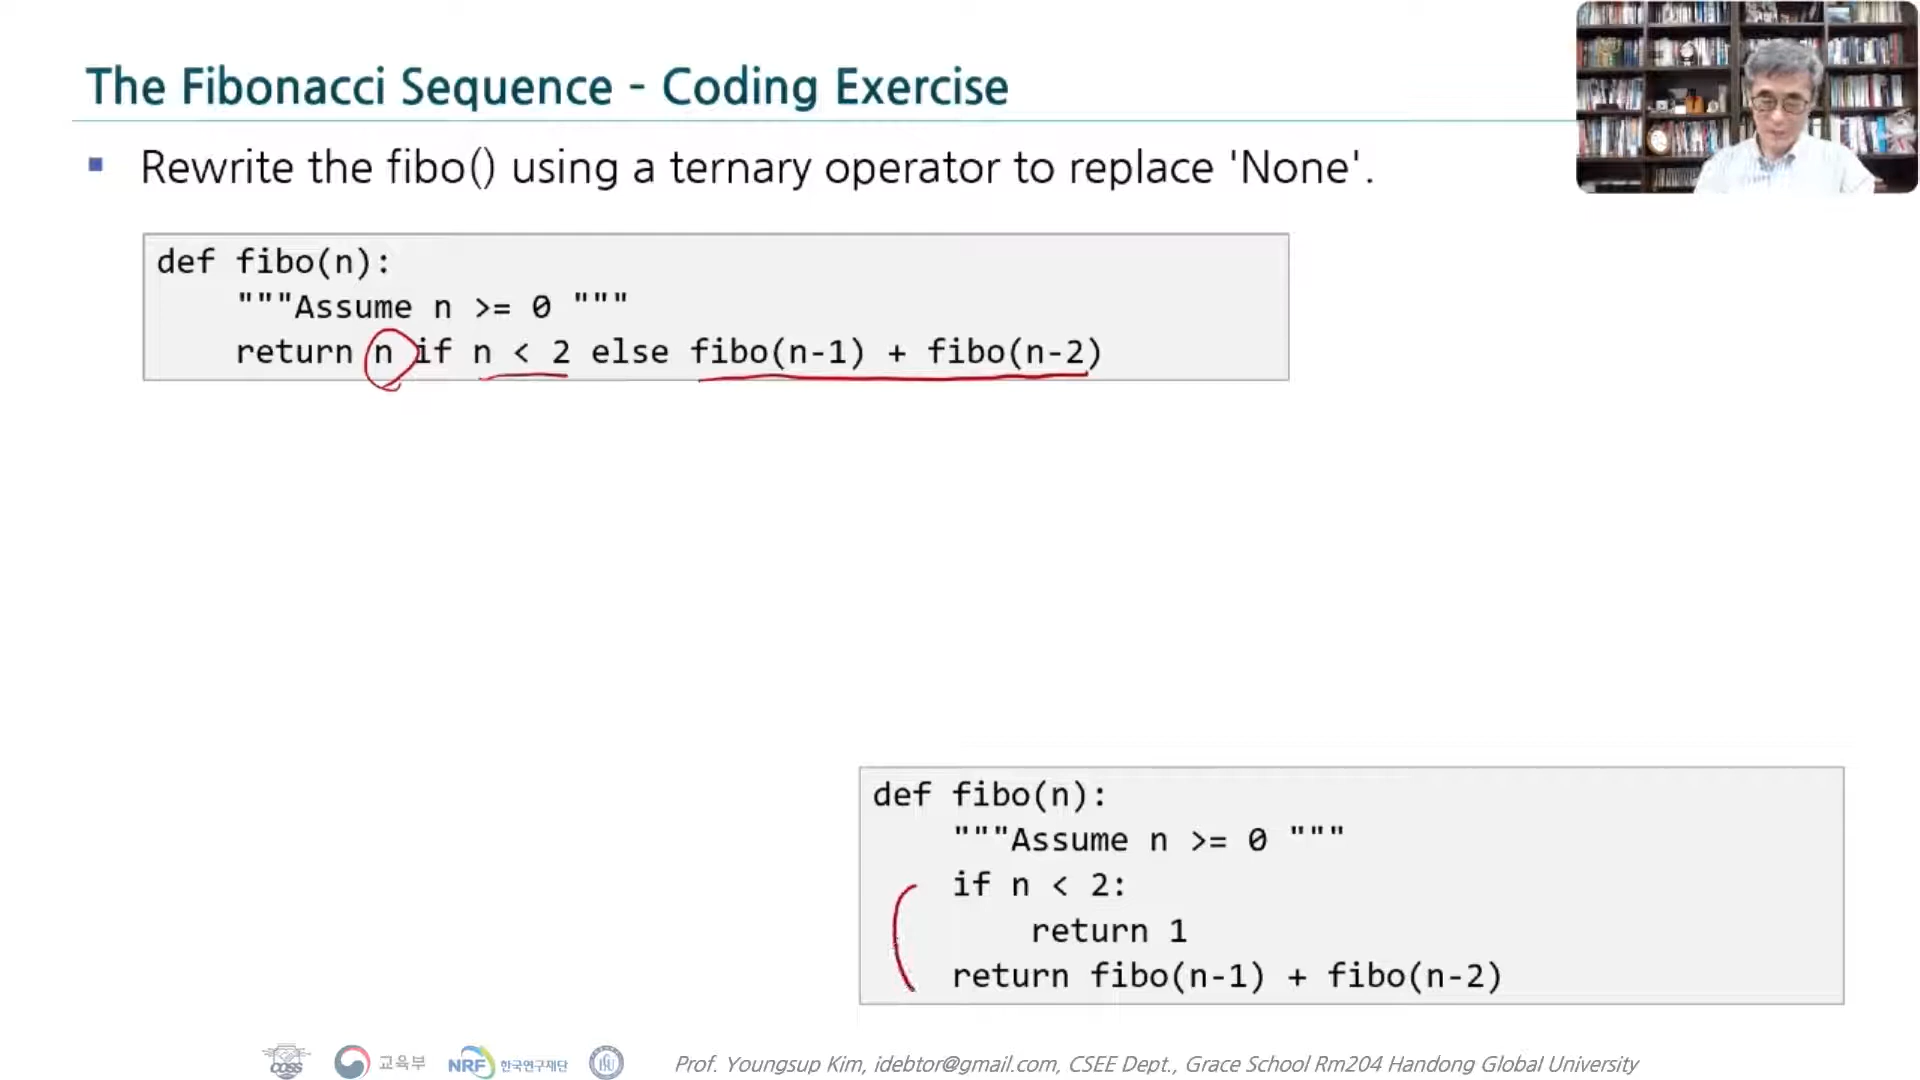 The Fibonacci Sequence - Coding Exercise
▪ Rewrite the fibo() using a ternary operator to replace 'None'.
def fibo(n):
    """Assume n >= 0 """
    return n if n < 2 else fibo(n-1) + fibo(n-2)
def fibo(n):
    """Assume n >= 0 """
    if n < 2:
        return 1
    return fibo(n-1) + fibo(n-2)
COSS 교육부 NRF 한국연구재단 Prof. Youngsup Kim, idebtor@gmail.com, CSEE Dept., Grace School Rm204 Handong Global University